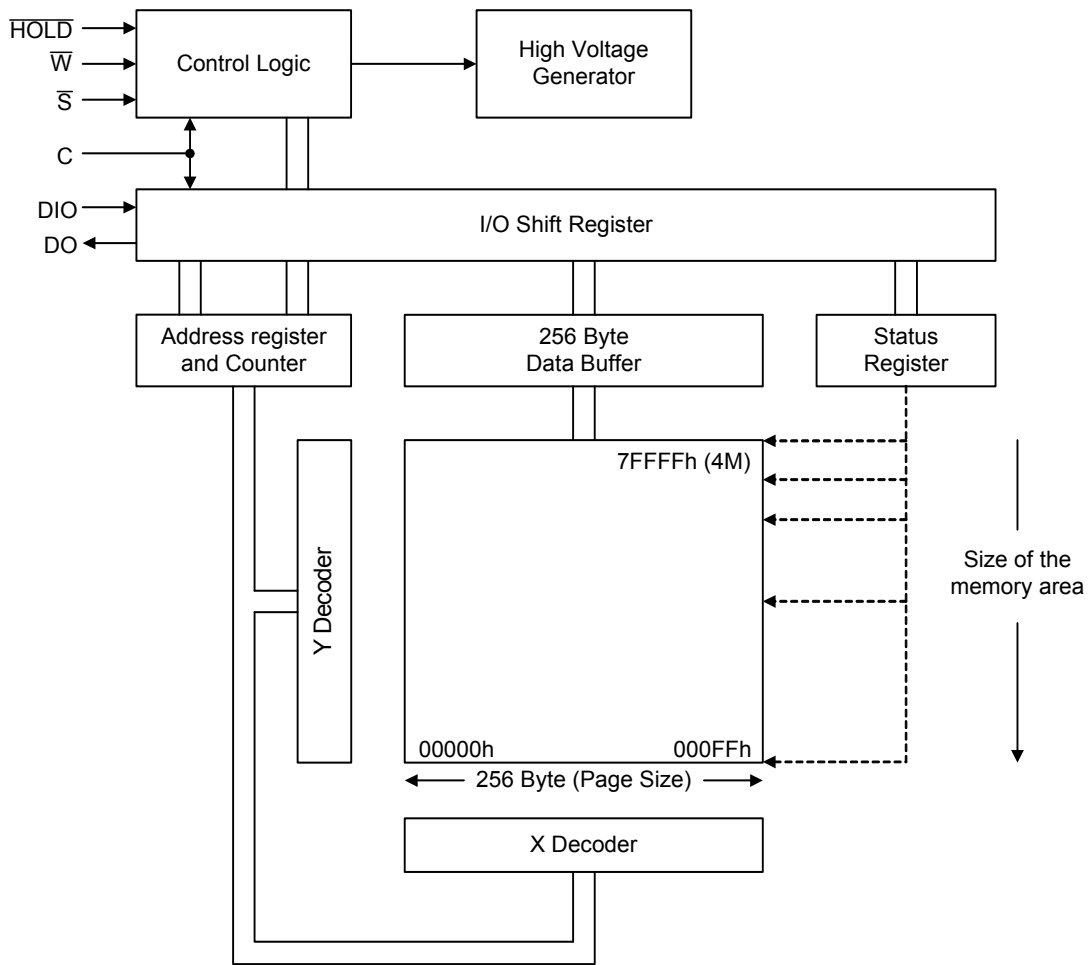 HOLD
W
S
C
DIO
DO
Control Logic
High Voltage
Generator
I/O Shift Register
Address register
and Counter
256 Byte
Data Buffer
Status
Register
7FFFFh (4M)
Y Decoder
Size of the
memory area
00000h
000FFh
256 Byte (Page Size)
X Decoder